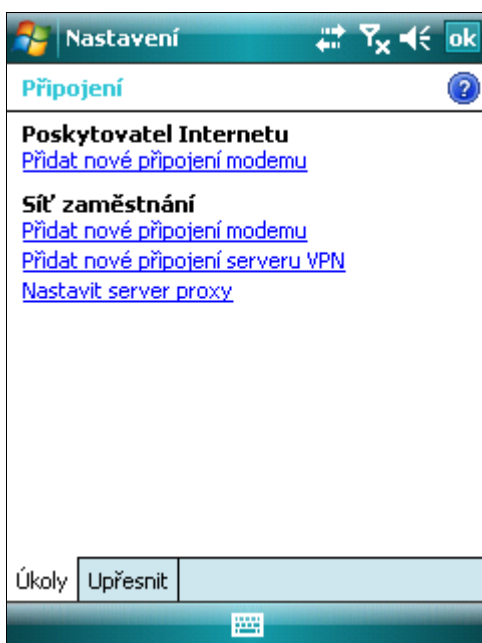 Nastavení
ok
Připojení
?
Poskytovatel Internetu
Přidat nové připojení modemu
Síť zaměstnání
Přidat nové připojení modemu
Přidat nové připojení serveru VPN
Nastavit server proxy
Úkoly
Upřesnit